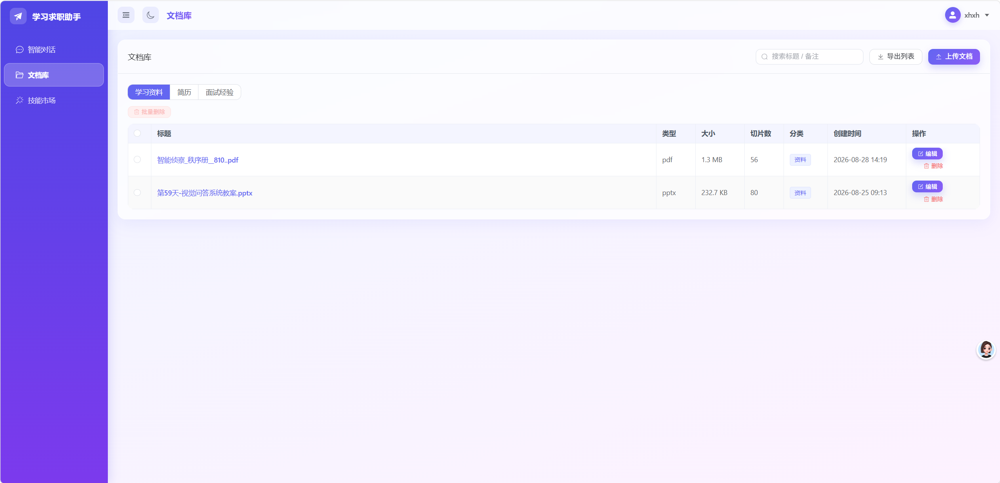 学习求职助手
智能对话
文档库
技能市场
文档库
xhxh
文档库
搜索标题 / 备注
导出列表
上传文档
学习资料 简历 面试经验
批量删除
标题 类型 大小 切片数 分类 创建时间 操作
智能侦察_秩序册__810..pdf pdf 1.3 MB 56 资料 2026-08-28 14:19 编辑
删除
第59天-视觉问答系统教案.pptx pptx 232.7 KB 80 资料 2026-08-25 09:13 编辑
删除